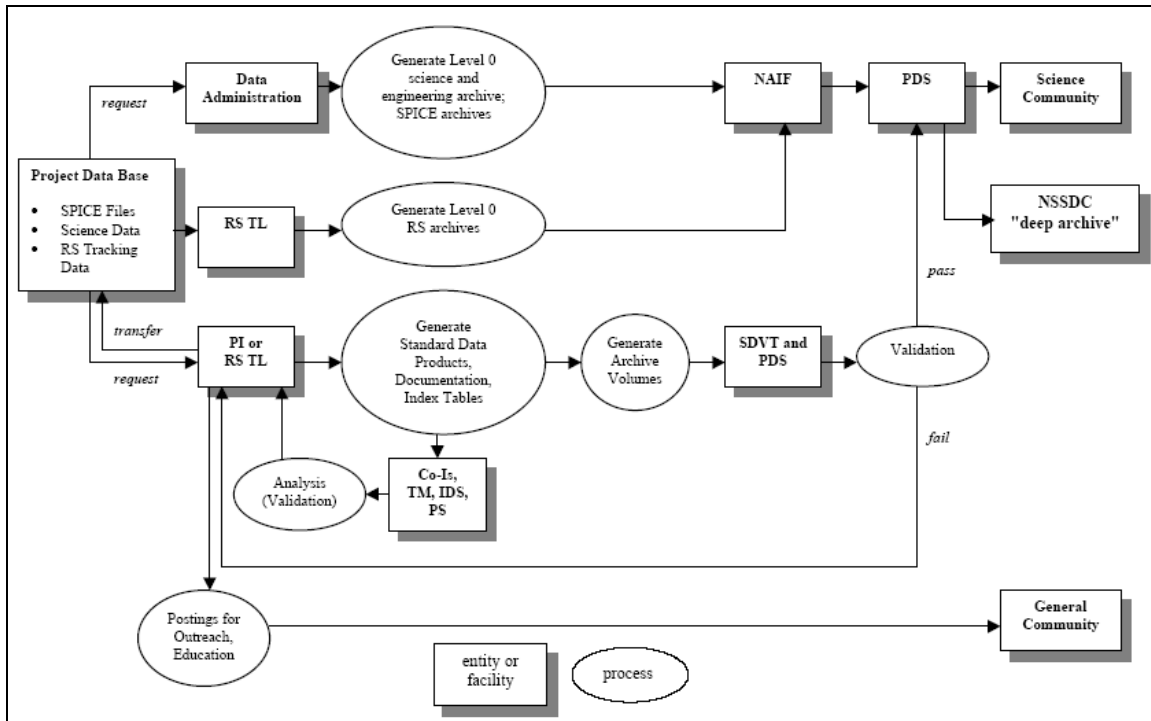 request
Data
Administration
Generate Level 0
science and
engineering archive;
SPICE archives
NAIF
PDS
Science
Community
Project Data Base
• SPICE Files
• Science Data
• RS Tracking
Data
RS TL
Generate Level 0
RS archives
NSSDC
"deep archive"
pass
transfer
request
PI or
RS TL
Generate
Standard Data
Products,
Documentation,
Index Tables
Generate
Archive
Volumes
SDVT and
PDS
Validation
fail
Analysis
(Validation)
Co-Is,
TM, IDS,
PS
Postings for
Outreach,
Education
General
Community
entity or
facility
process